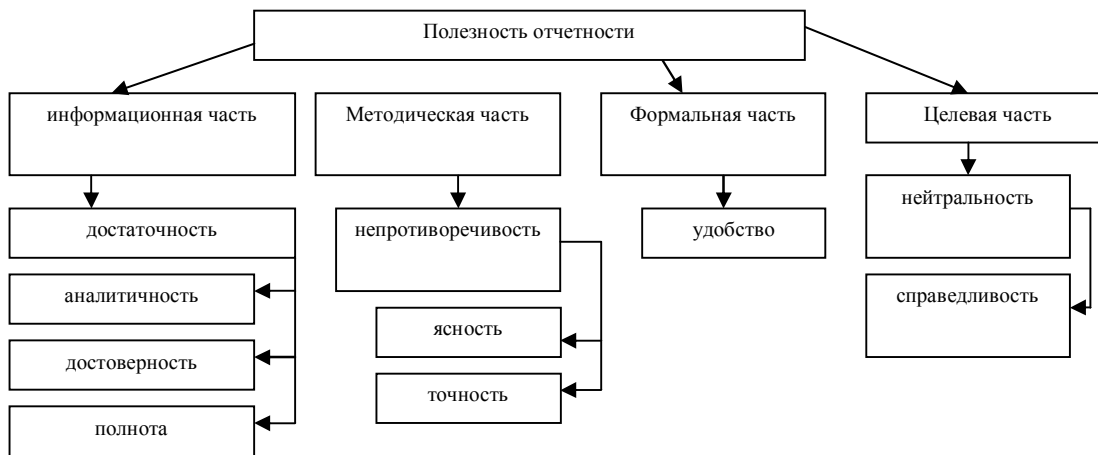 Полезность отчетности
информационная часть
Методическая часть
Формальная часть
Целевая часть
достаточность
непротиворечивость
удобство
нейтральность
аналитичность
ясность
справедливость
достоверность
точность
полнота